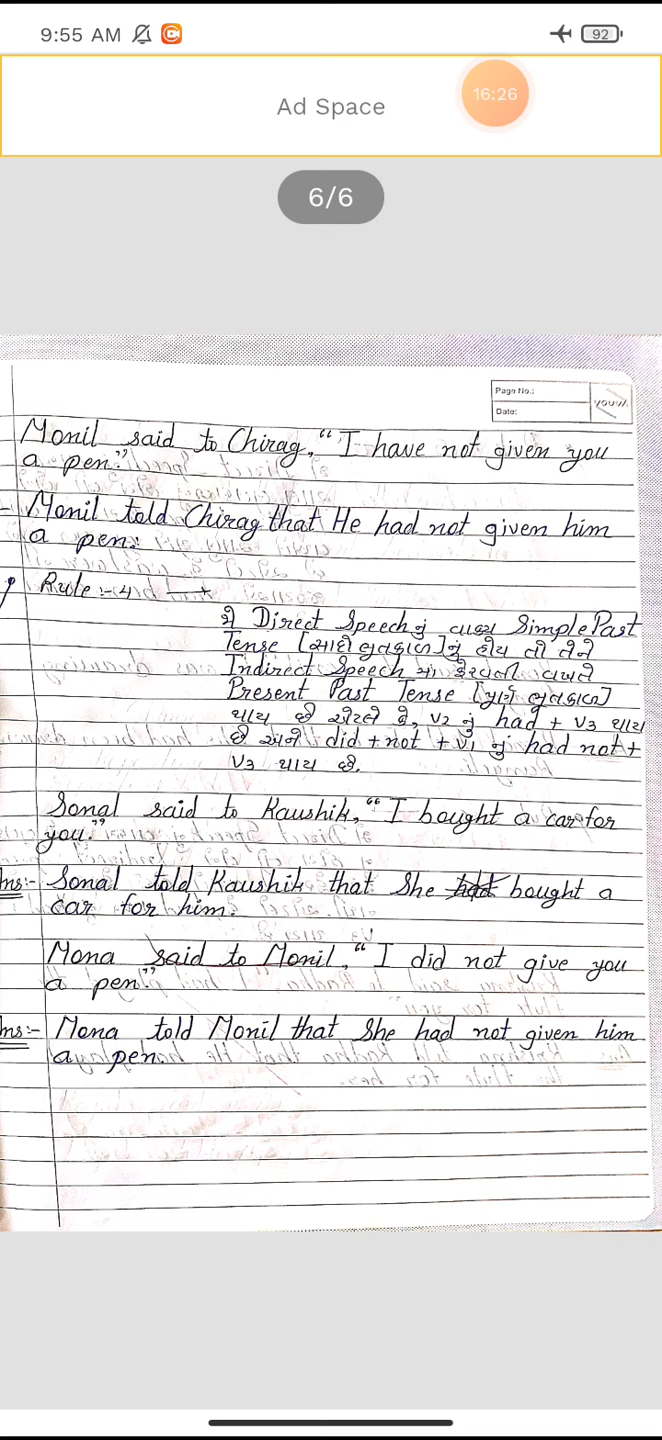 9:55 AM
92
Ad Space
16:26
6/6
Page No.:
Date:
YOUVA
Monil said to Chirag, “I have not given you
a pen.”
Monil told Chirag that He had not given him
a pen.
Rule :-૫
જે Direct Speech નું વાક્ય Simple Past
Tense [સાદો ભૂતકાળ] નું હોય તો તેને
Indirect Speech માં ફેરવતી વખતે
Present Past Tense [પૂર્ણ ભૂતકાળ]
થાય છે એટલે કે, V2 નું had + V3 થાય
છે અને did + not + V1 નું had not +
V3 થાય છે.
Sonal said to Kaushik, “I bought a car for
you.”
Ans:- Sonal told Kaushik that She had bought a
car for him.
Mona said to Monil, “I did not give you
a pen.”
Ans:- Mona told Monil that She had not given him
a pen.